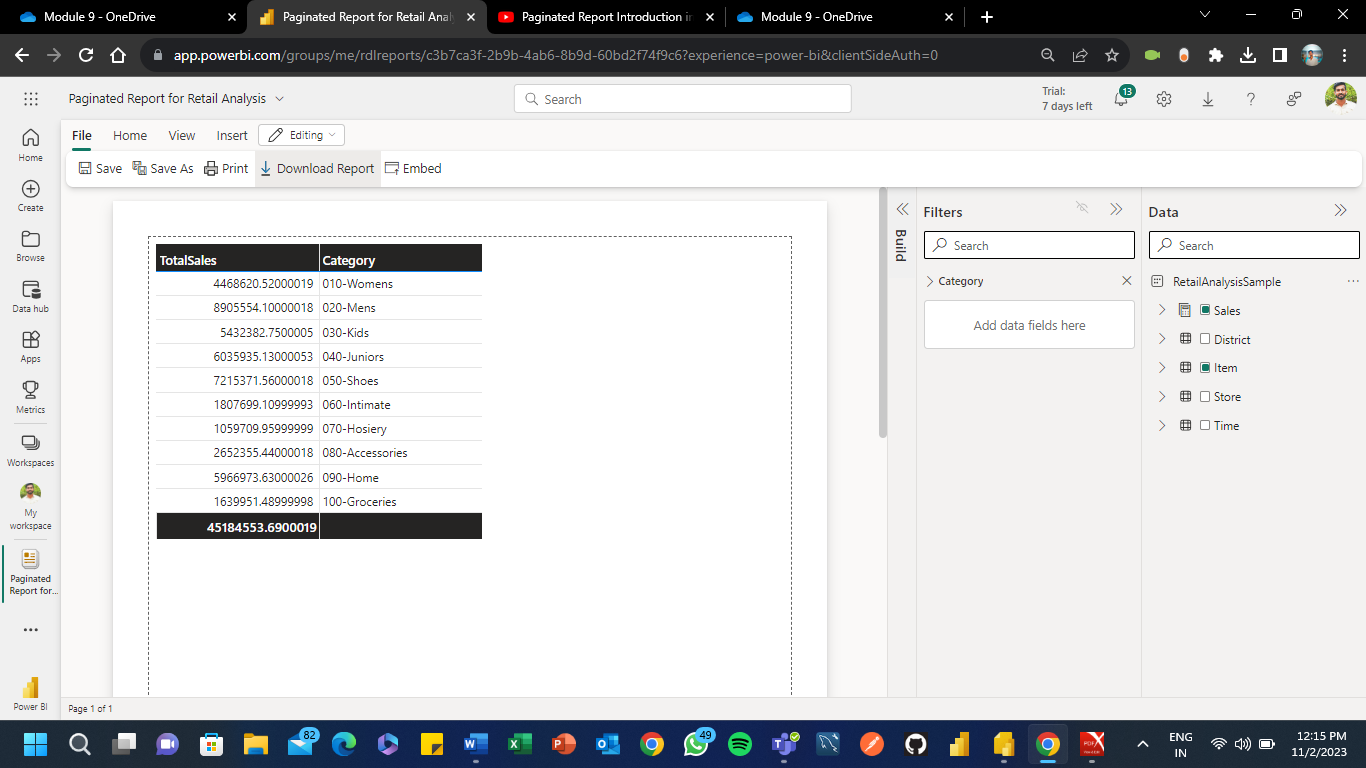 Module 9 - OneDrive
Paginated Report for Retail Anal
Paginated Report Introduction i
Module 9 - OneDrive
app.powerbi.com/groups/me/rdlreports/c3b7ca3f-2b9b-4ab6-8b9d-60bd2f74f9c6?experience=power-bi&clientSideAuth=0
Paginated Report for Retail Analysis
Search
Trial:
7 days left
13
File Home View Insert Editing
Save Save As Print Download Report Embed
Home
Create
Browse
Data hub
Apps
Metrics
Workspaces
My
workspace
Paginated
Report for...
Power BI
TotalSales Category
4468620.52000019 010-Womens
8905554.10000018 020-Mens
5432382.7500005 030-Kids
6035935.13000053 040-Juniors
7215371.56000018 050-Shoes
1807699.10999993 060-Intimate
1059709.95999999 070-Hosiery
2652355.44000018 080-Accessories
5966973.63000026 090-Home
1639951.48999998 100-Groceries
45184553.6900019
Build
Filters
Search
Category
Add data fields here
Data
Search
RetailAnalysisSample
Sales
District
Item
Store
Time
Page 1 of 1
82
49
ENG
IN
12:15 PM
11/2/2023